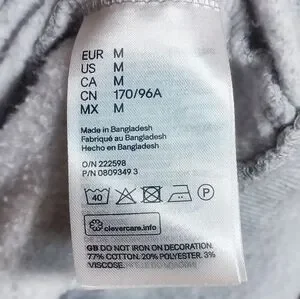 EUR M
US M
CA M
CN 170/96A
MX M
Made in Bangladesh
Fabriqué au Bangladesh
Hecho en Bangladesh
O/N 222598
P/N 0809349 3
40 P
clevercare.info
GB DO NOT IRON ON DECORATION.
77% COTTON. 20% POLYESTER. 3%
VISCOSE.